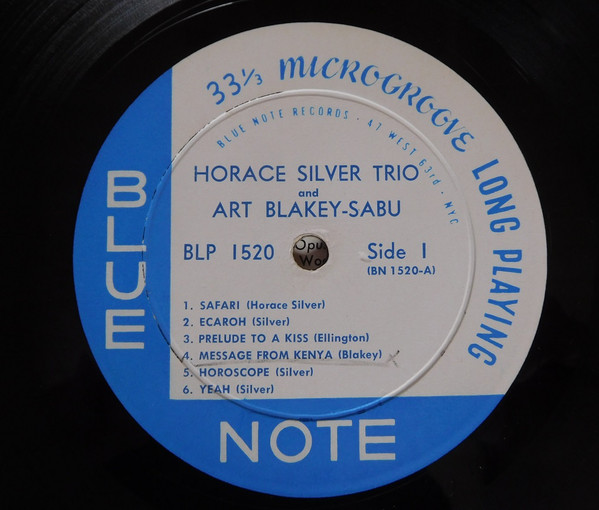 33⅓ MICROGROOVE LONG PLAYING
BLUE NOTE RECORDS · 47 WEST 63rd · NYC
HORACE SILVER TRIO
and
ART BLAKEY-SABU
BLP 1520
Side 1
(BN 1520-A)
Opus
Wo
1. SAFARI (Horace Silver)
2. ECAROH (Silver)
3. PRELUDE TO A KISS (Ellington)
4. MESSAGE FROM KENYA (Blakey)
5. HOROSCOPE (Silver)
6. YEAH (Silver)
BLUE
NOTE